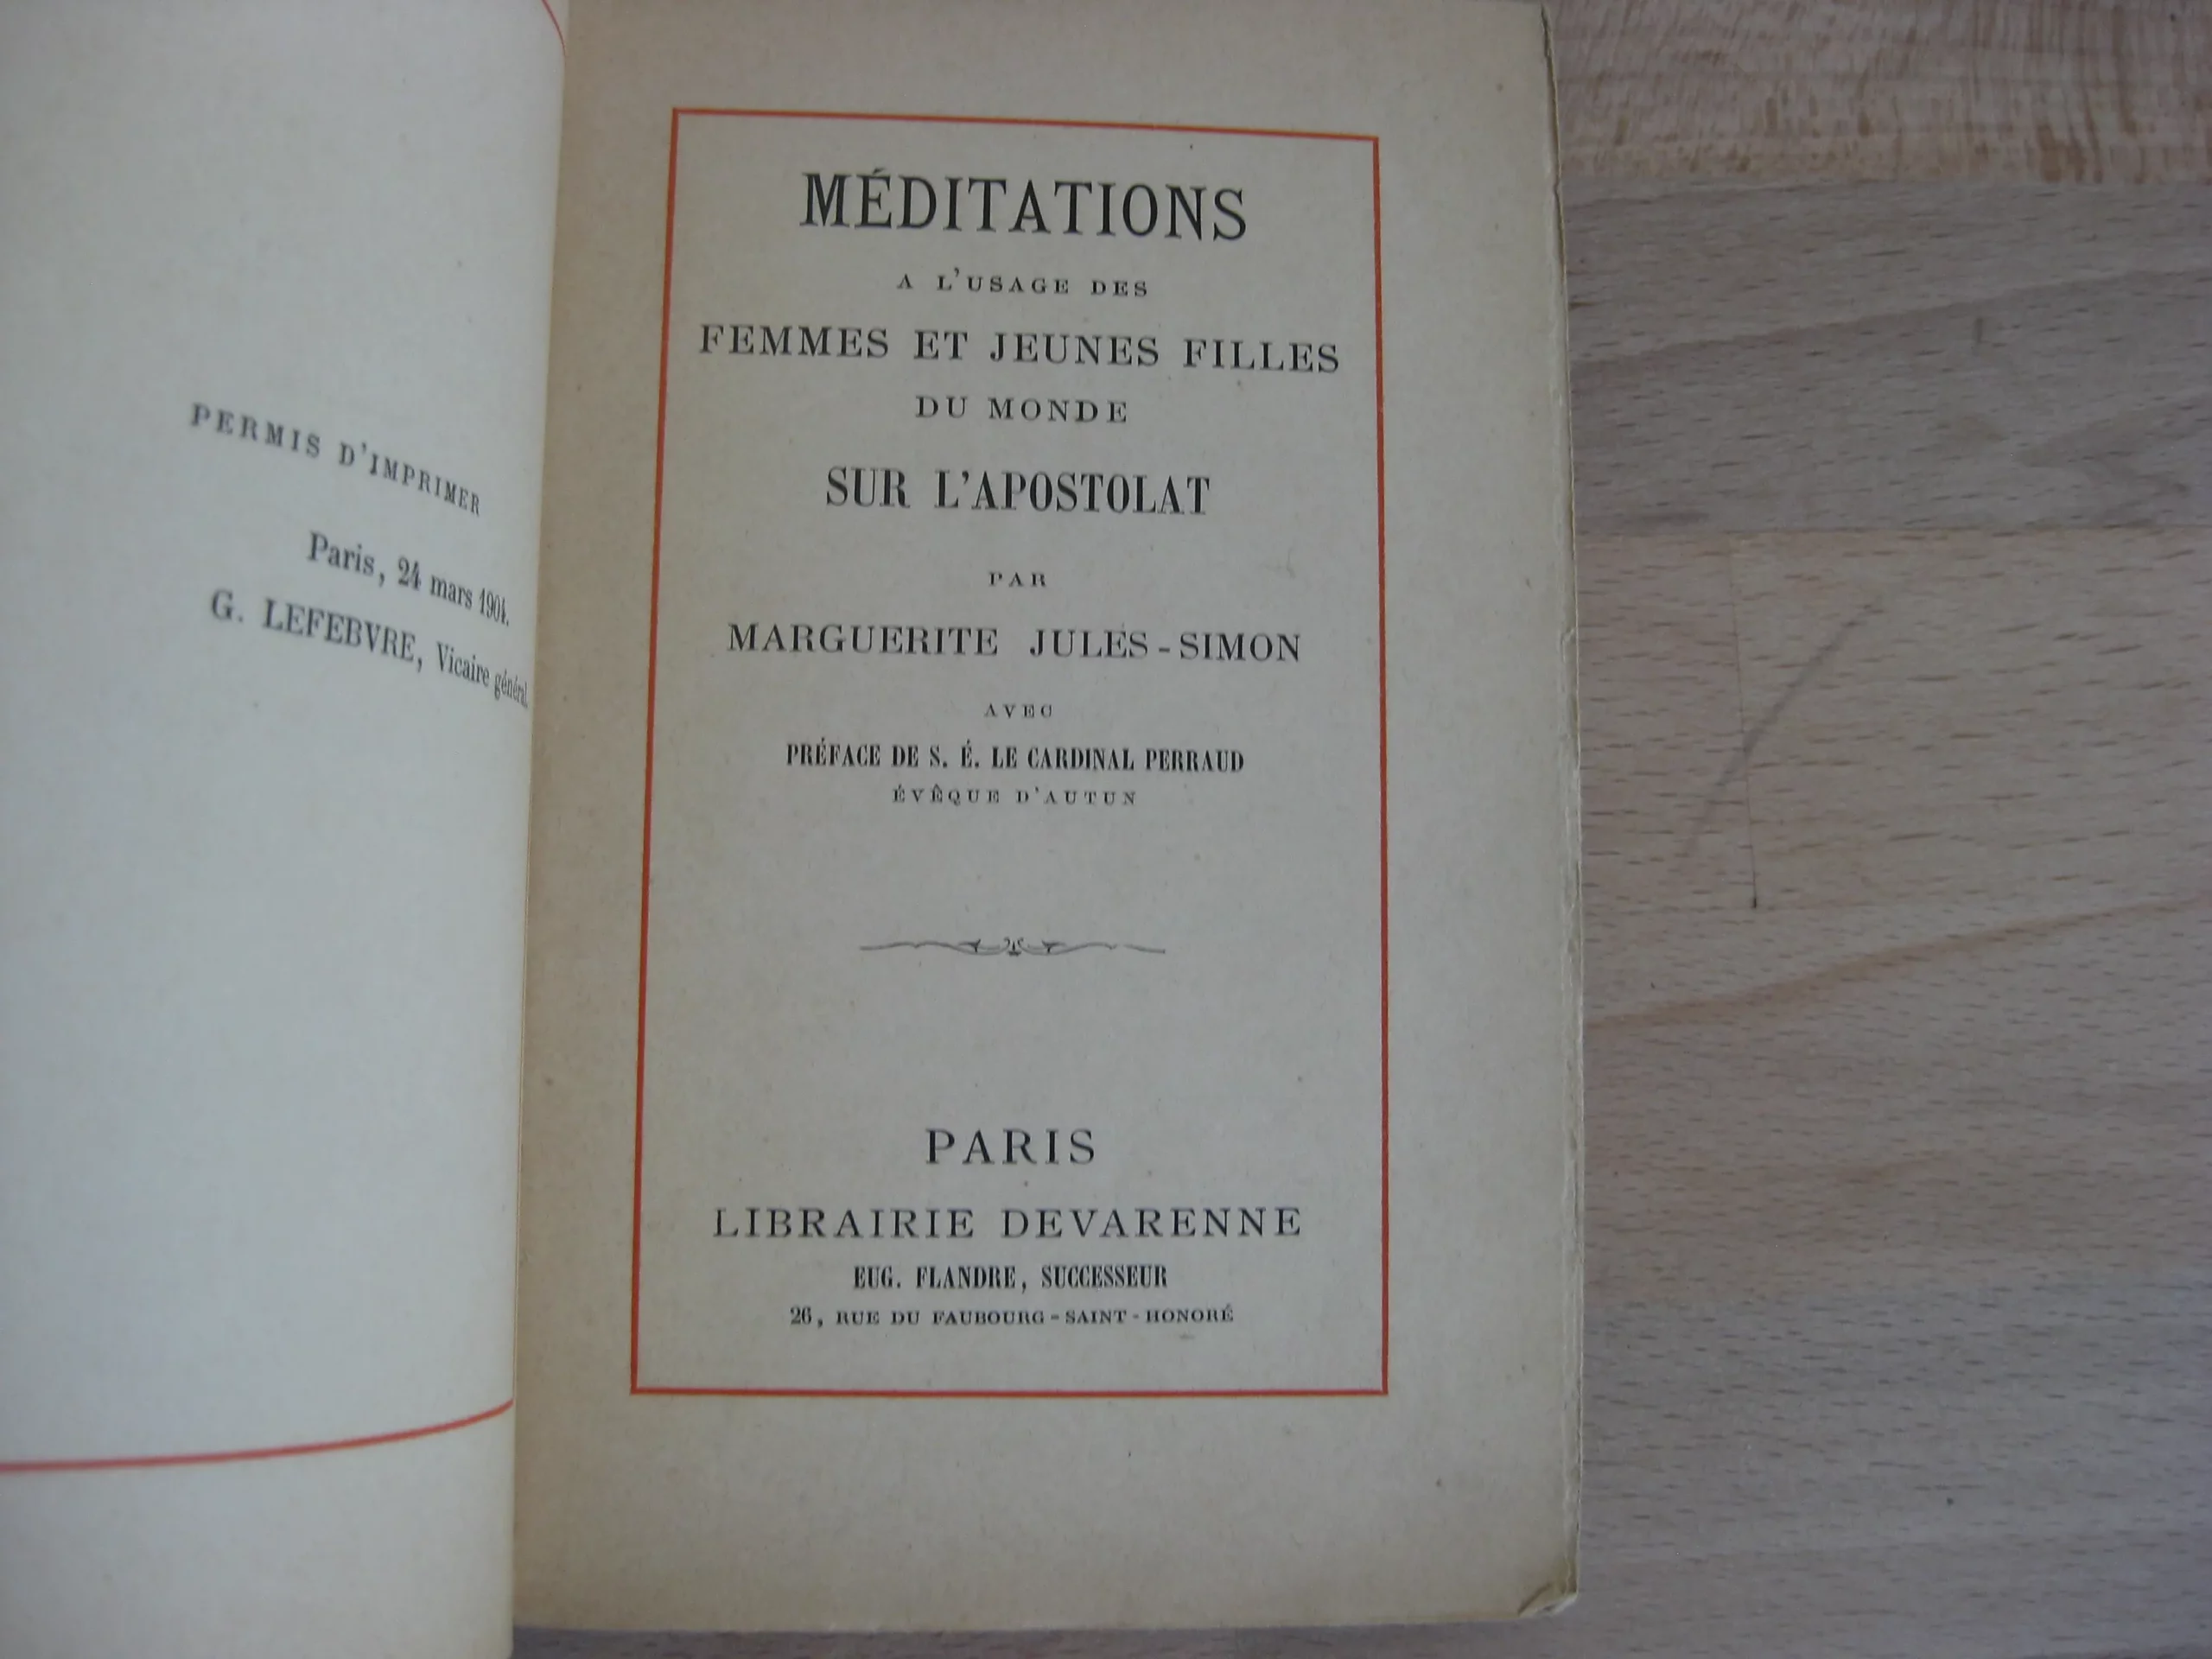 PERMIS D'IMPRIMER
Paris, 24 mars 1904.
G. LEFEBVRE, Vicaire général.
MÉDITATIONS
A L'USAGE DES
FEMMES ET JEUNES FILLES
DU MONDE
SUR L'APOSTOLAT
PAR
MARGUERITE JULES-SIMON
AVEC
PRÉFACE DE S. É. LE CARDINAL PERRAUD
ÉVÊQUE D'AUTUN
PARIS
LIBRAIRIE DEVARENNE
EUG. FLANDRE, SUCCESSEUR
26, RUE DU FAUBOURG-SAINT-HONORÉ